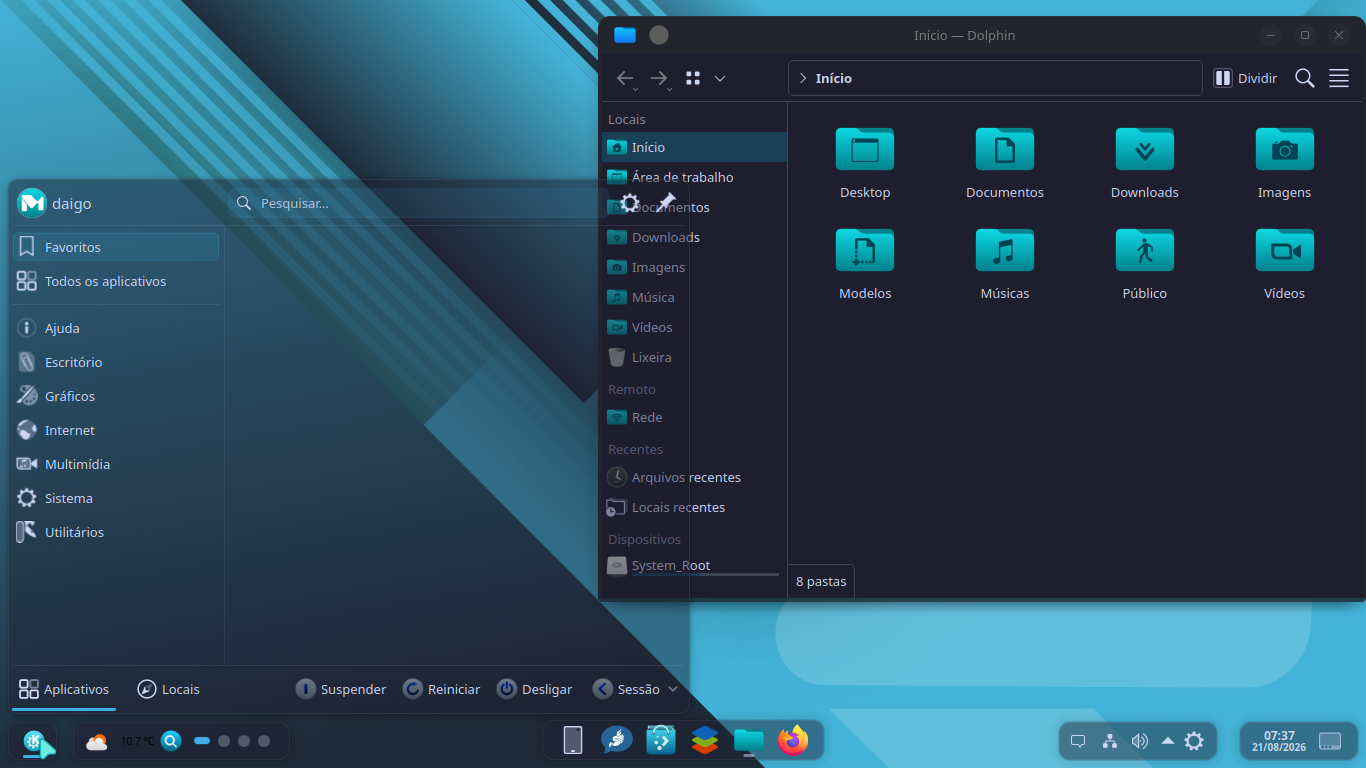 Início — Dolphin
Início
Dividir
Locais
Início
Área de trabalho
Documentos
Downloads
Imagens
Música
Vídeos
Lixeira
Remoto
Rede
Recentes
Arquivos recentes
Locais recentes
Dispositivos
System_Root
Desktop
Documentos
Downloads
Imagens
Modelos
Músicas
Público
Vídeos
8 pastas
daigo
Pesquisar...
Favoritos
Todos os aplicativos
Ajuda
Escritório
Gráficos
Internet
Multimídia
Sistema
Utilitários
Aplicativos
Locais
Suspender
Reiniciar
Desligar
Sessão
10.7 °C
07:37
21/08/2026